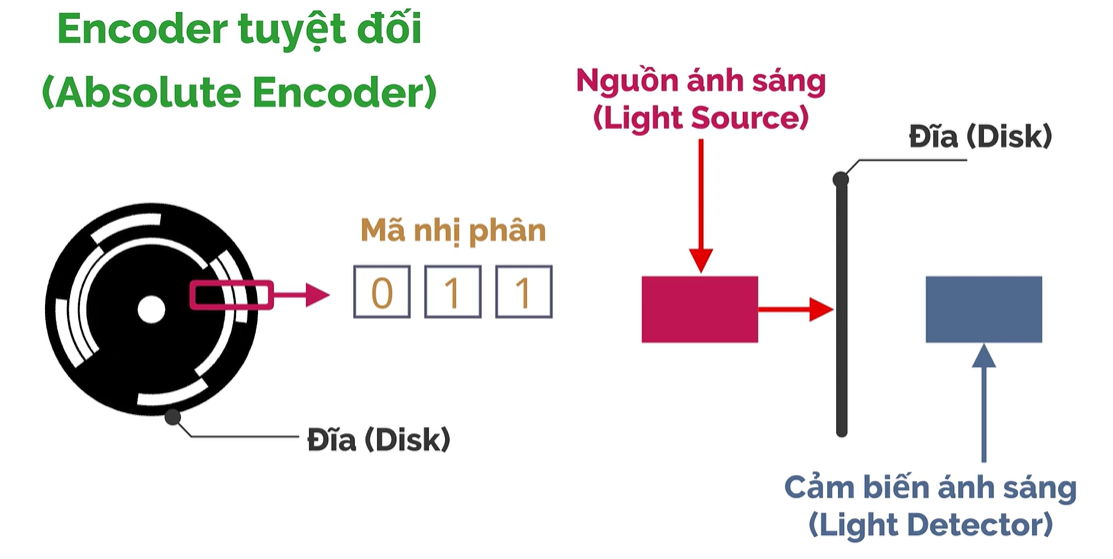 Encoder tuyệt đối
(Absolute Encoder)
Nguồn ánh sáng
(Light Source)
Đĩa (Disk)
Mã nhị phân
0 1 1
Đĩa (Disk)
Cảm biến ánh sáng
(Light Detector)